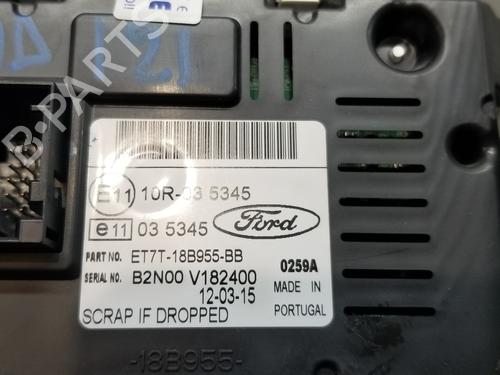 E11 10R-03 5345
e11 03 5345 Ford
PART NO. ET7T-18B955-BB
SERIAL NO. B2N00 V182400 0259A
12-03-15 MADE IN
SCRAP IF DROPPED PORTUGAL
-18B955-
B-PARTS